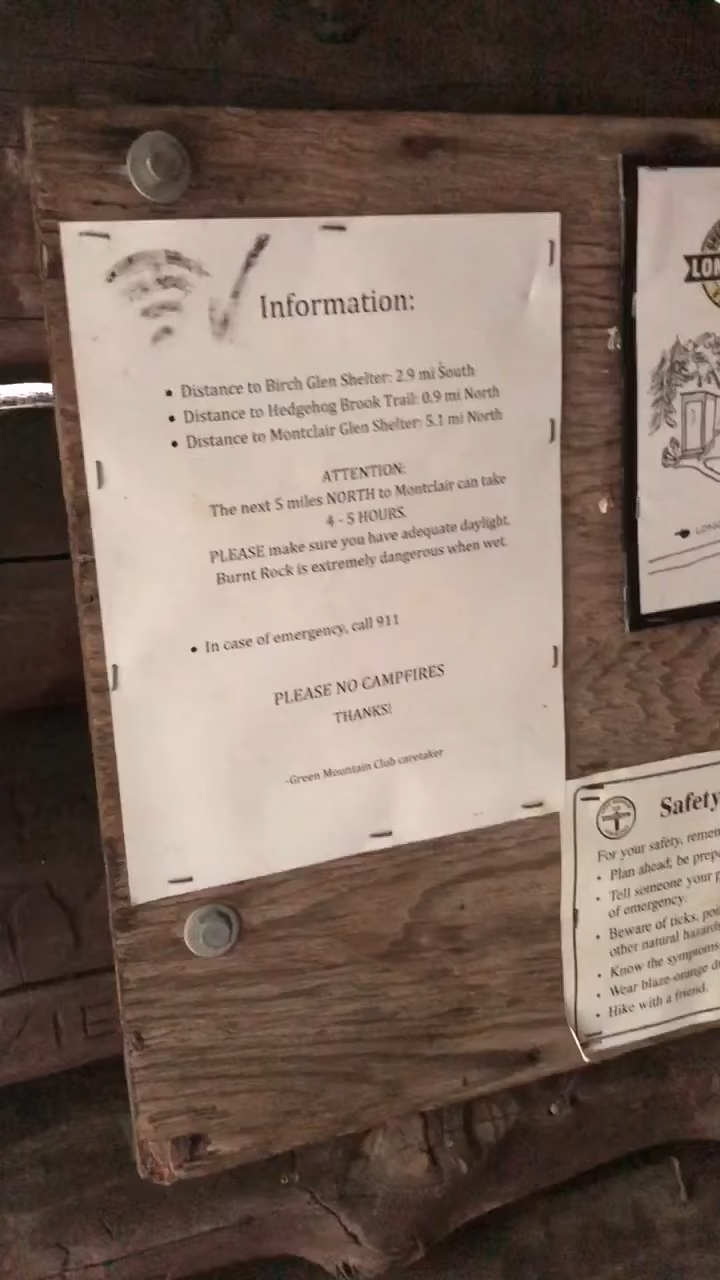 Information:
• Distance to Birch Glen Shelter: 2.9 mi South
• Distance to Hedgehog Brook Trail: 0.9 mi North
• Distance to Montclair Glen Shelter: 5.1 mi North
ATTENTION:
The next 5 miles NORTH to Montclair can take
4 - 5 HOURS.
PLEASE make sure you have adequate daylight.
Burnt Rock is extremely dangerous when wet.
• In case of emergency, call 911
PLEASE NO CAMPFIRES
THANKS!
-Green Mountain Club caretaker
LON
LONG
Safety
For your safety, remem
• Plan ahead; be prep
• Tell someone your p
of emergency.
• Beware of ticks, po
other natural hazards
• Know the symptoms
• Wear blaze-orange d
• Hike with a friend.